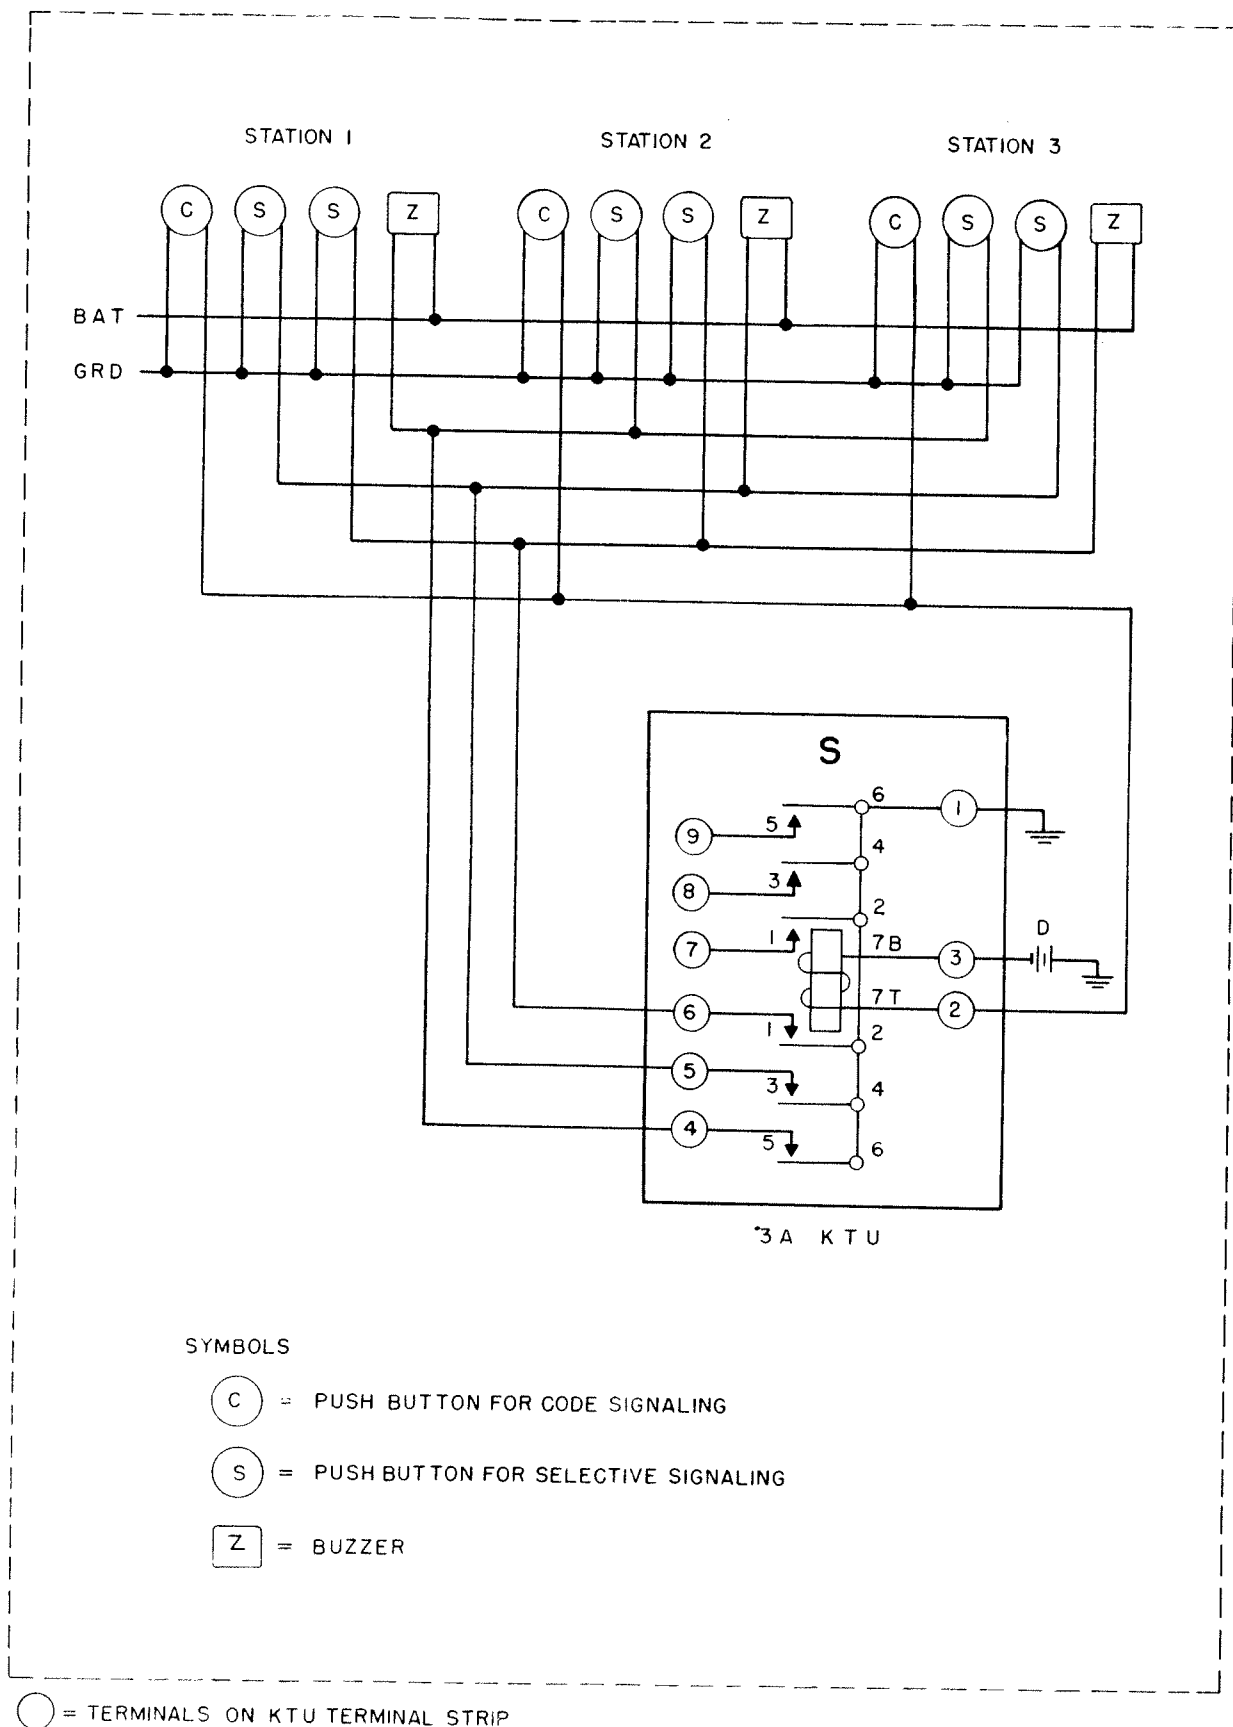 STATION 1
STATION 2
STATION 3
C S S Z C S S Z C S S Z
BAT
GRD
S
6
5
1
9
4
3
8
2
1
7
7B
3
D
7T
2
6
1
2
5
3
4
4
5
6
3A KTU
SYMBOLS
C = PUSH BUTTON FOR CODE SIGNALING
S = PUSH BUTTON FOR SELECTIVE SIGNALING
Z = BUZZER
= TERMINALS ON KTU TERMINAL STRIP